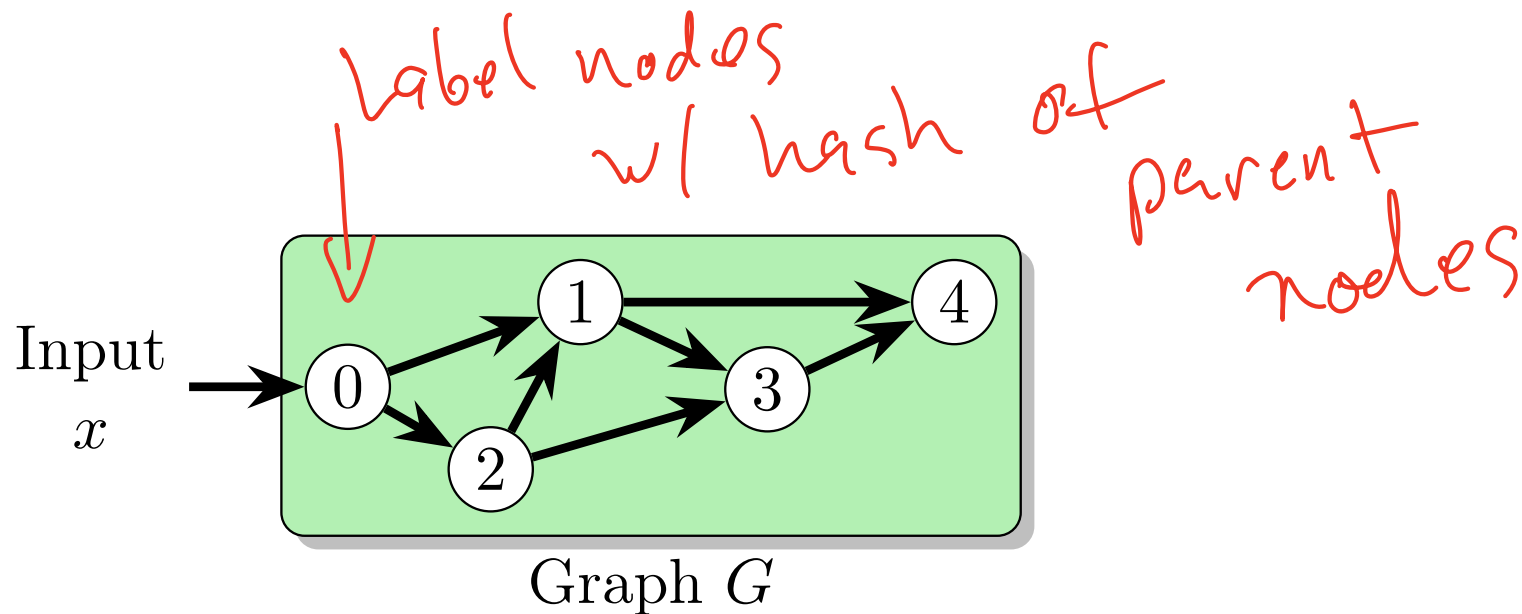 Label nodes
w/ hash of
parent
nodes
Input
x
0
1
2
3
4
Graph G